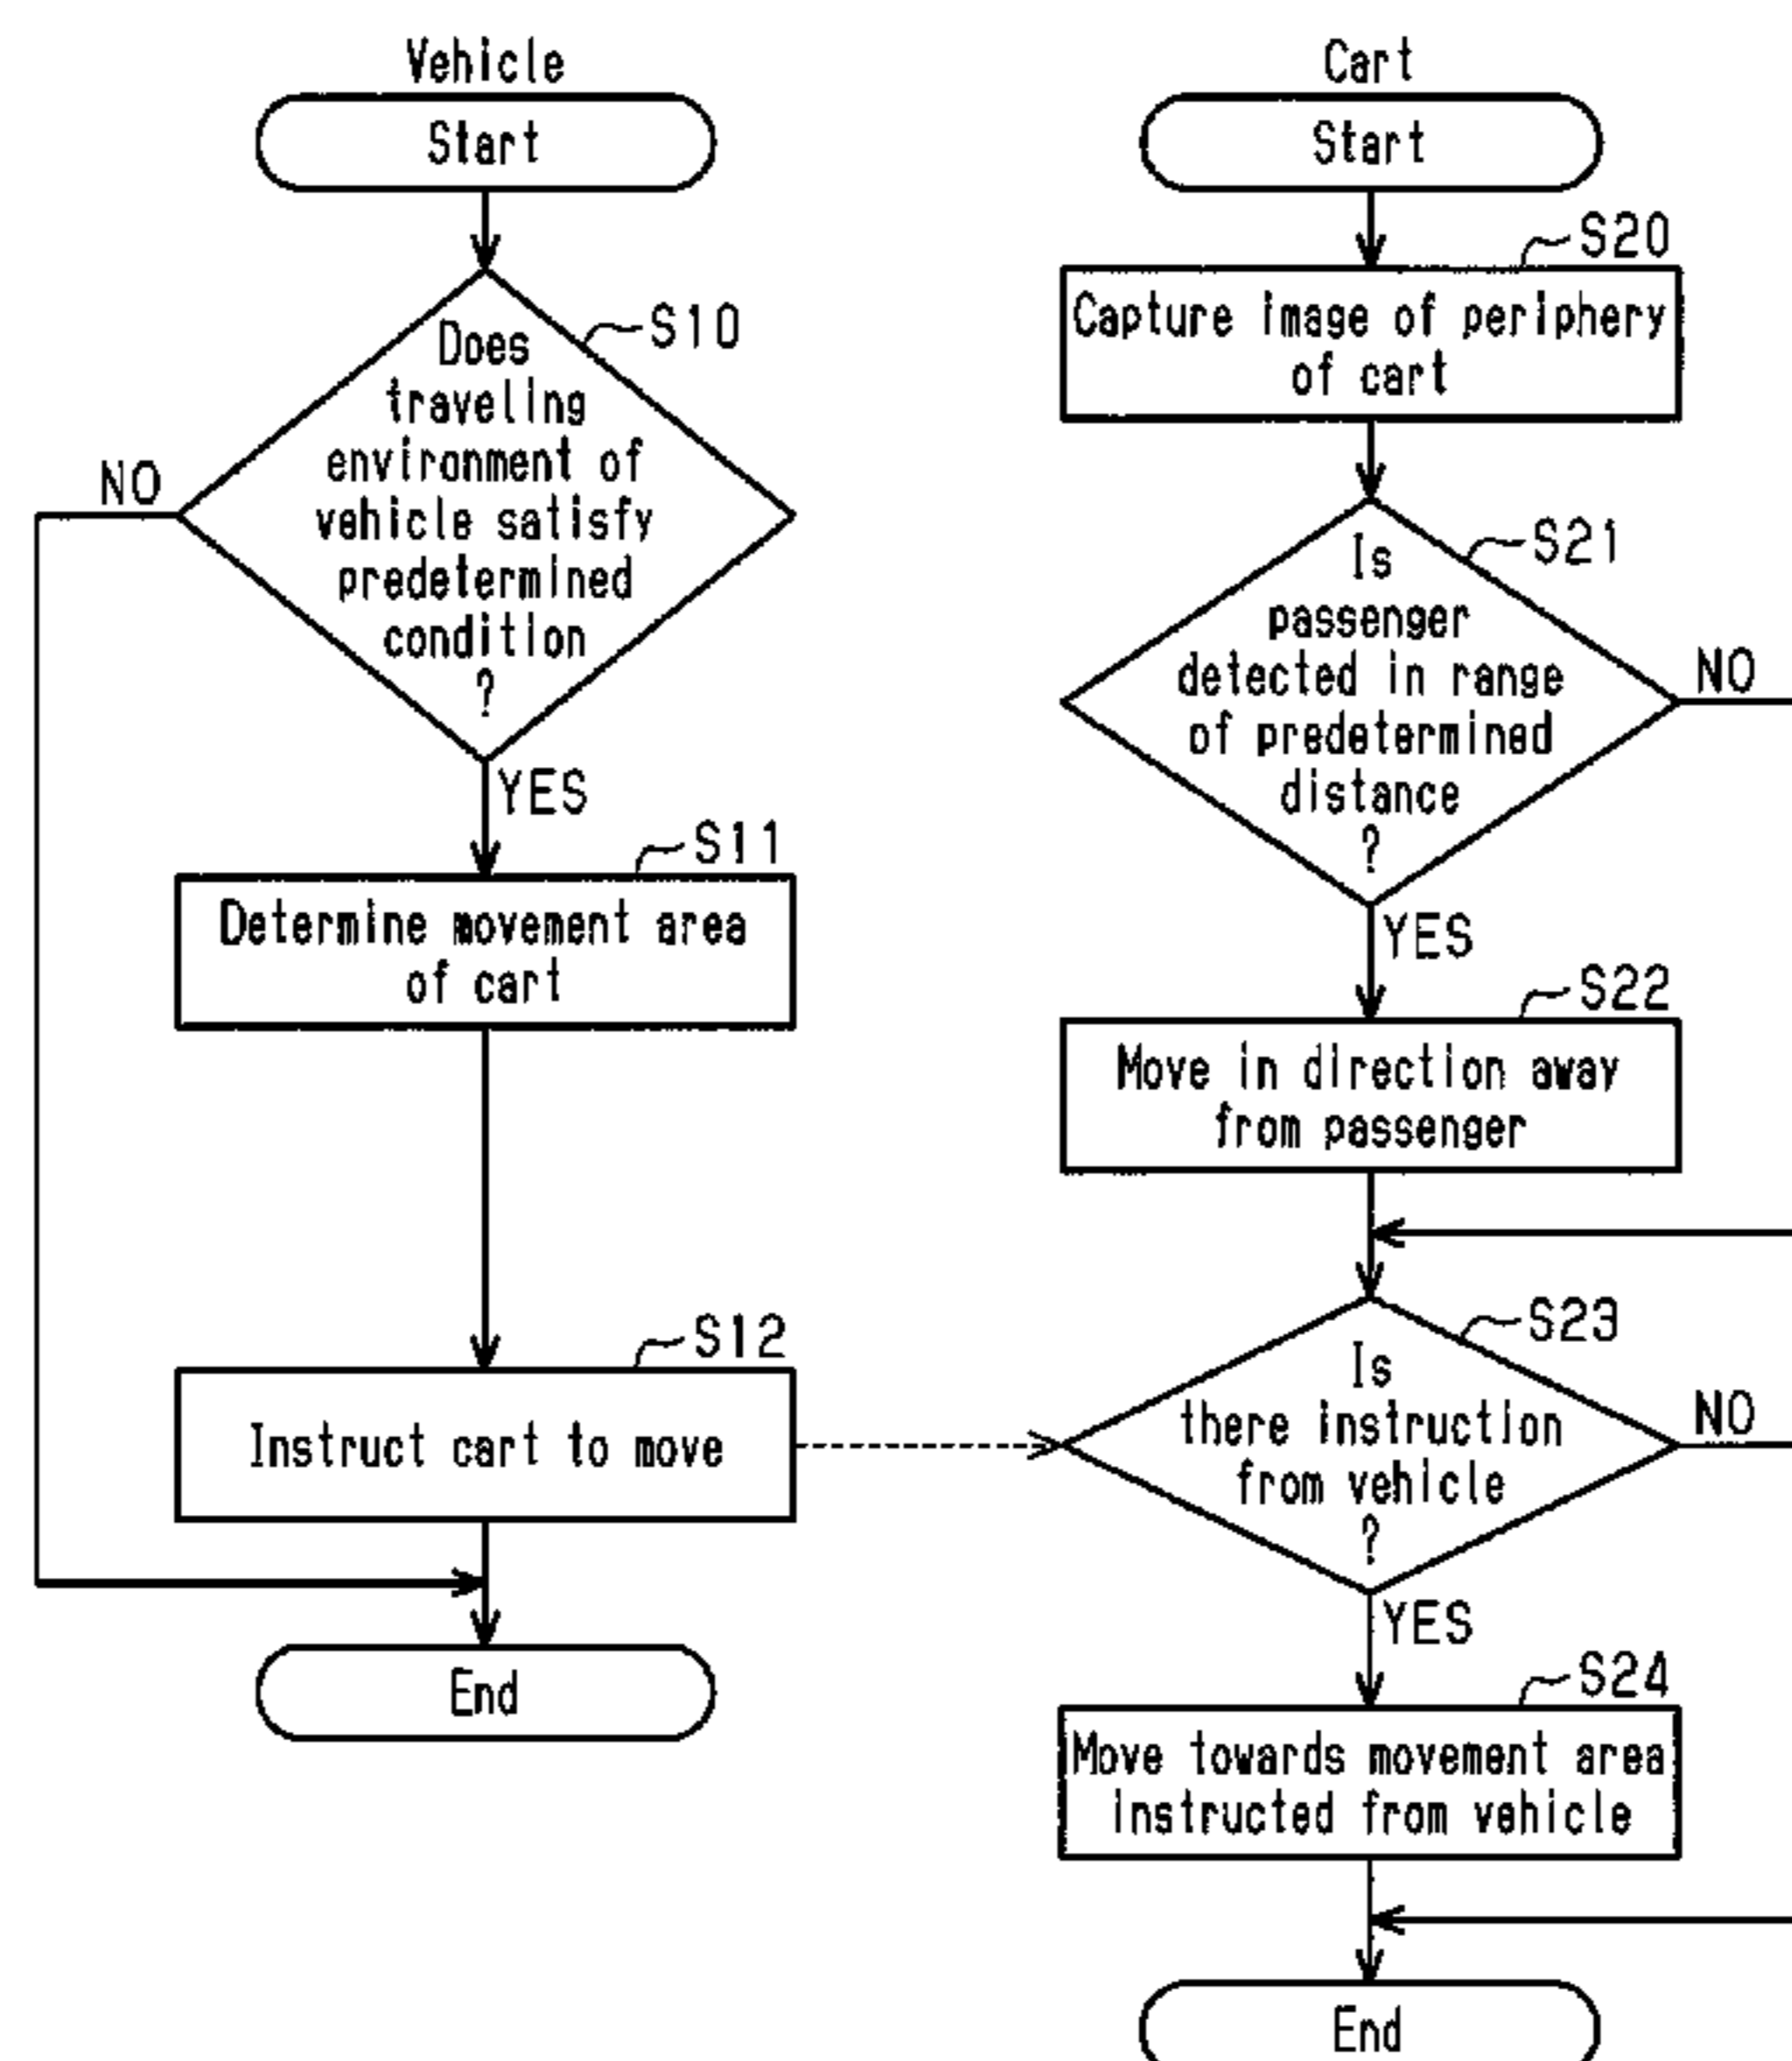 Vehicle
Start
S10
Does
traveling
environment of
vehicle satisfy
predetermined
condition
?
NO
YES
S11
Determine movement area
of cart
S12
Instruct cart to move
End
Cart
Start
S20
Capture image of periphery
of cart
S21
Is
passenger
detected in range
of predetermined
distance
?
NO
YES
S22
Move in direction away
from passenger
S23
Is
there instruction
from vehicle
?
NO
YES
S24
Move towards movement area
instructed from vehicle
End